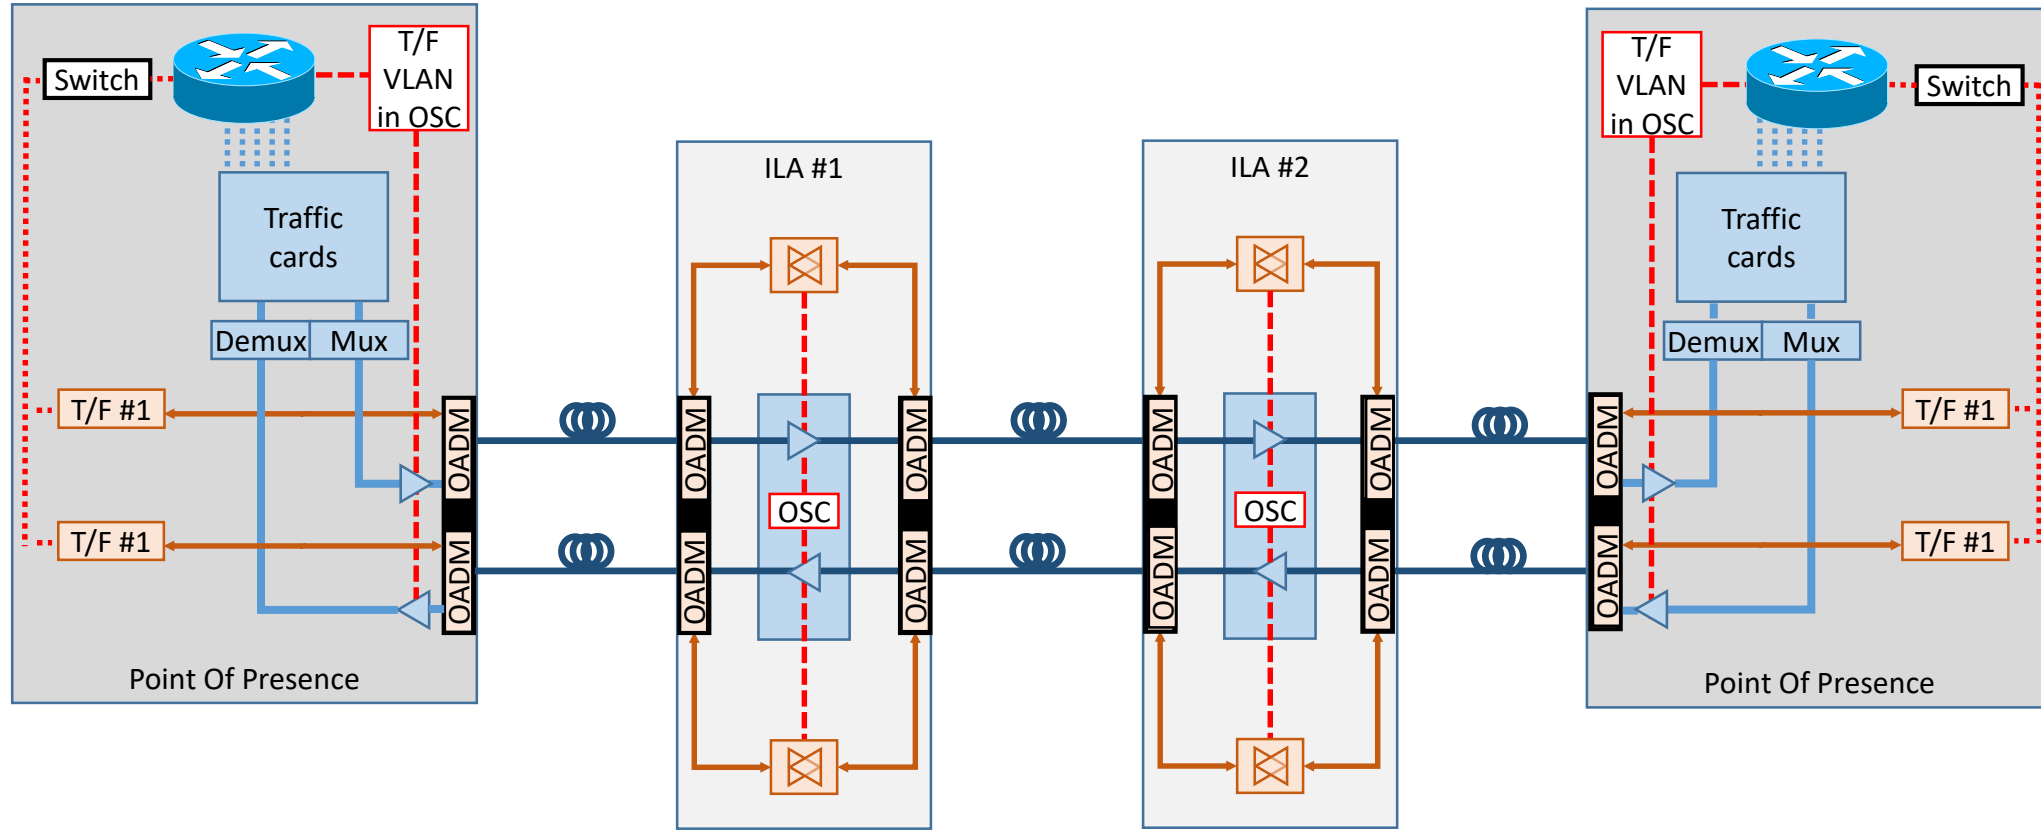 Switch
T/F
VLAN
in OSC
Traffic
cards
Demux
Mux
T/F #1
T/F #1
OADM
OADM
Point Of Presence
ILA #1
OADM
OADM
OSC
OADM
OADM
ILA #2
OADM
OADM
OSC
OADM
OADM
T/F
VLAN
in OSC
Switch
Traffic
cards
Demux
Mux
OADM
OADM
T/F #1
T/F #1
Point Of Presence